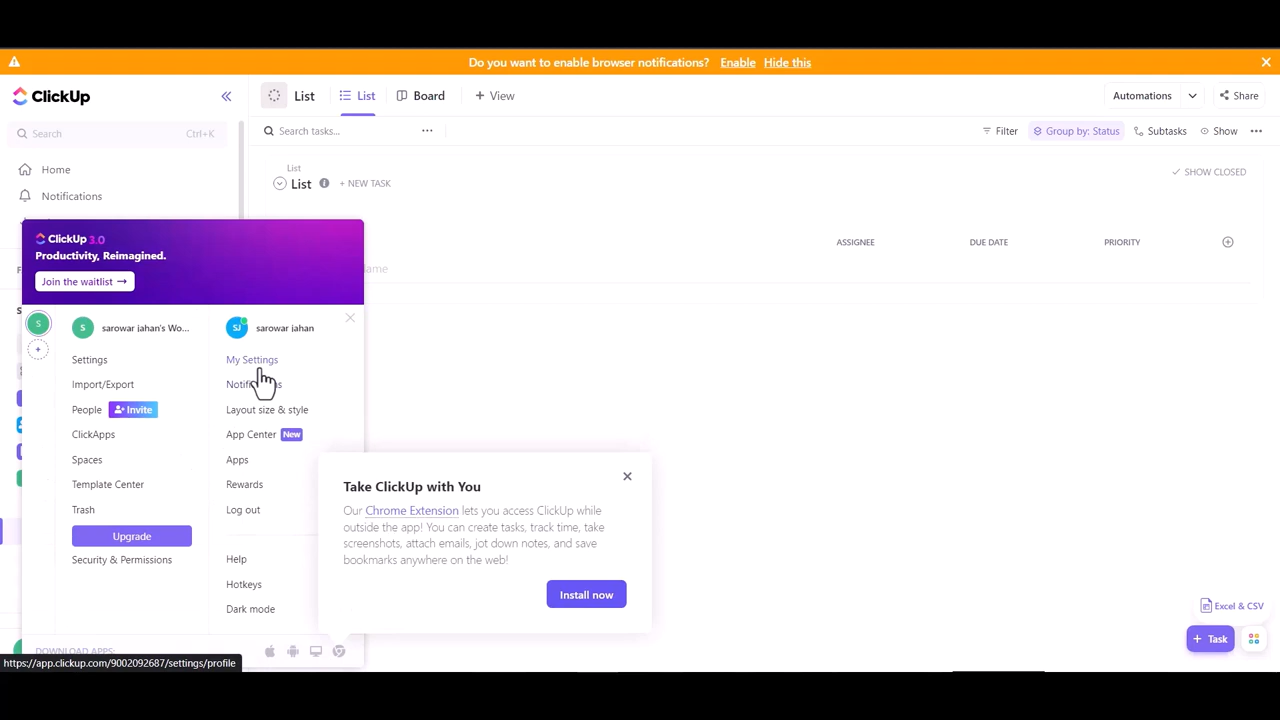 Do you want to enable browser notifications? Enable Hide this
ClickUp
List
List
Board
+ View
Automations
Share
Search Ctrl+K
Search tasks...
Filter
Group by: Status
Subtasks
Show
Home
Notifications
List
List
+ NEW TASK
SHOW CLOSED
ASSIGNEE
DUE DATE
PRIORITY
ClickUp 3.0
Productivity, Reimagined.
Join the waitlist →
S
S
sarowar jahan's Wo...
Settings
Import/Export
People
Invite
ClickApps
Spaces
Template Center
Trash
Upgrade
Security & Permissions
SJ
sarowar jahan
My Settings
Layout size & style
App Center New
Apps
Rewards
Log out
Help
Hotkeys
Dark mode
DOWNLOAD APPS:
Take ClickUp with You
Our Chrome Extension lets you access ClickUp while
outside the app! You can create tasks, track time, take
screenshots, attach emails, jot down notes, and save
bookmarks anywhere on the web!
Install now
Excel & CSV
+ Task
https://app.clickup.com/9002092687/settings/profile